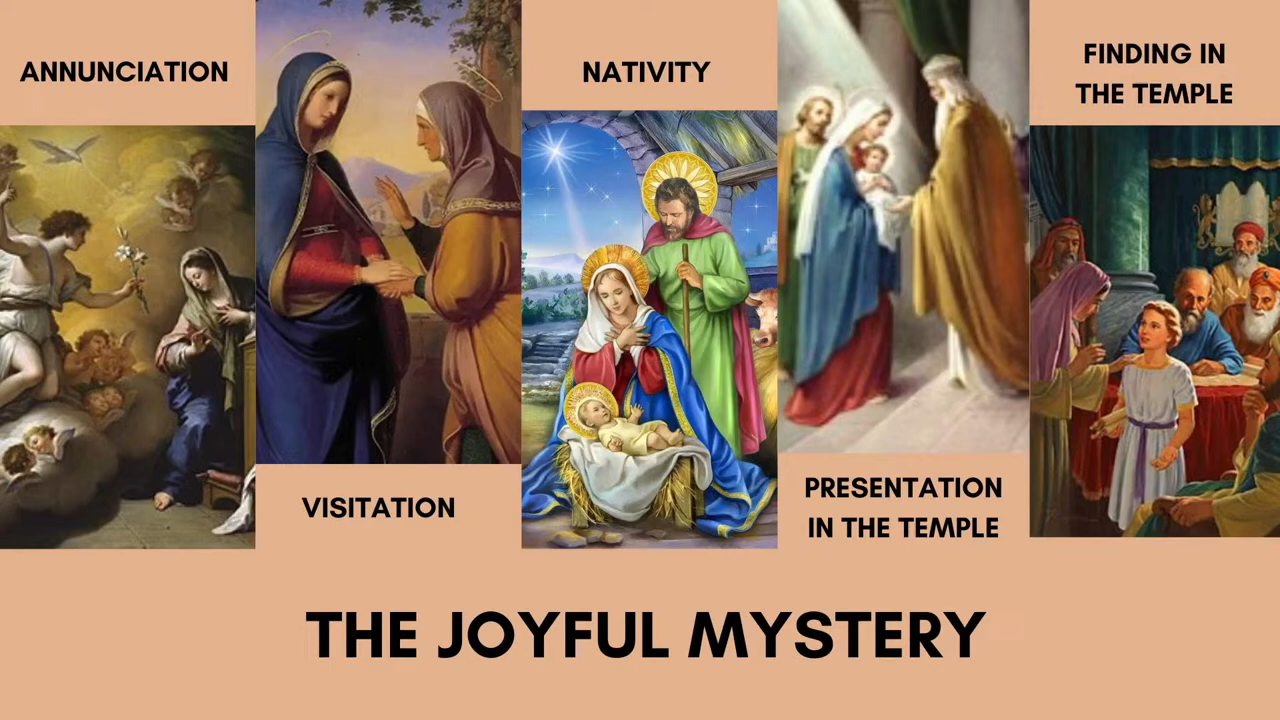 ANNUNCIATION
VISITATION
NATIVITY
PRESENTATION
IN THE TEMPLE
FINDING IN
THE TEMPLE
THE JOYFUL MYSTERY